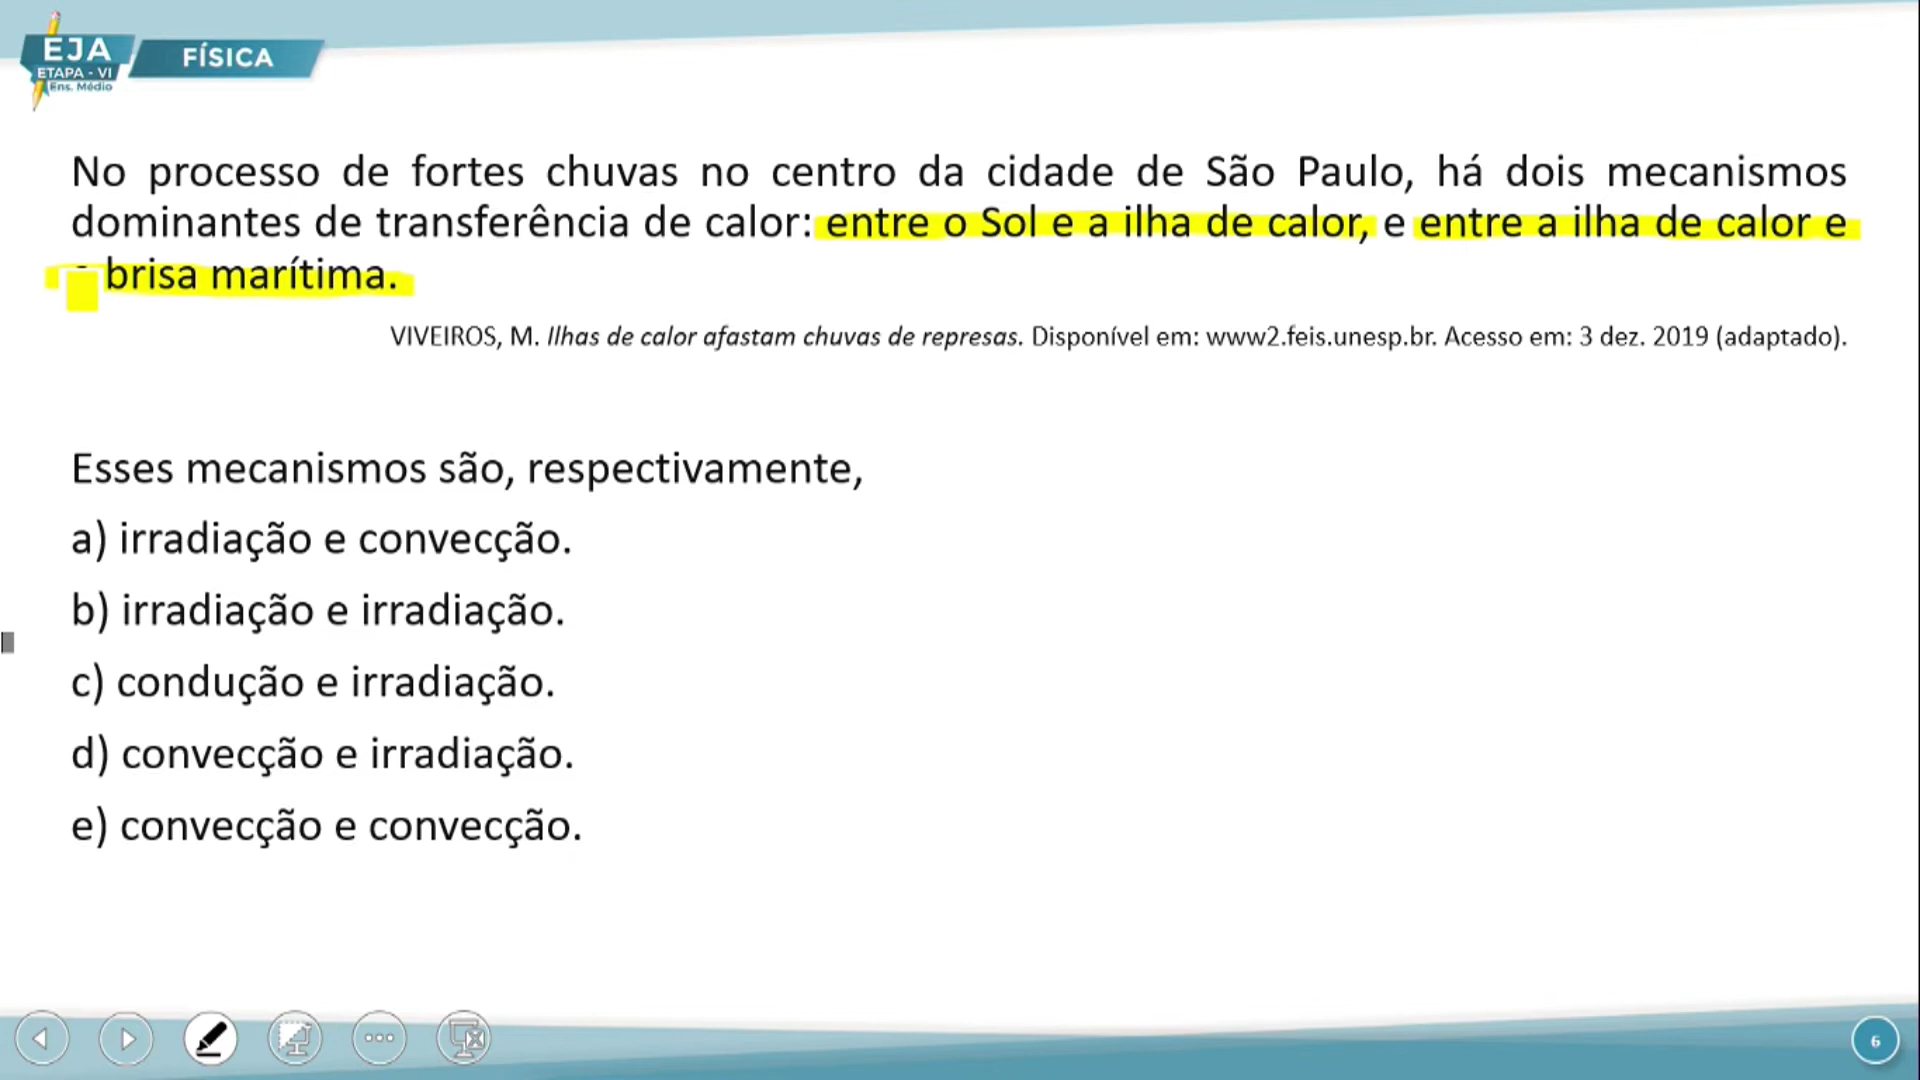 EJA
ETAPA - VI
Ens. Médio
FÍSICA
No processo de fortes chuvas no centro da cidade de São Paulo, há dois mecanismos
dominantes de transferência de calor: entre o Sol e a ilha de calor, e entre a ilha de calor e
brisa marítima.
VIVEIROS, M. Ilhas de calor afastam chuvas de represas. Disponível em: www2.feis.unesp.br. Acesso em: 3 dez. 2019 (adaptado).
Esses mecanismos são, respectivamente,
a) irradiação e convecção.
b) irradiação e irradiação.
c) condução e irradiação.
d) convecção e irradiação.
e) convecção e convecção.
6